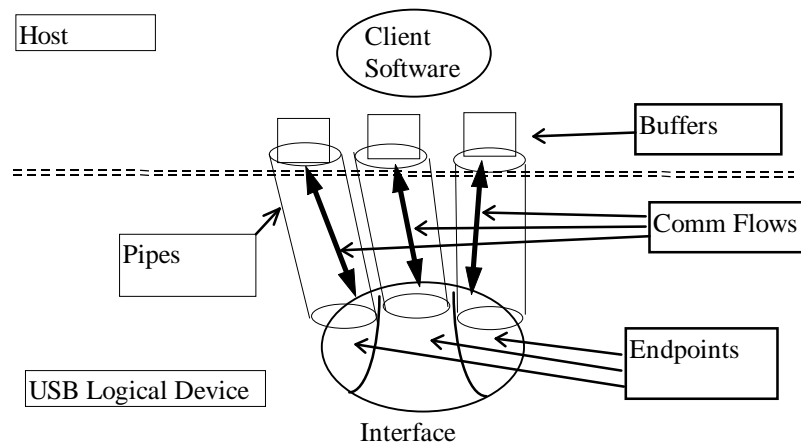 Host
Client
Software
Buffers
Comm Flows
Pipes
Endpoints
USB Logical Device
Interface